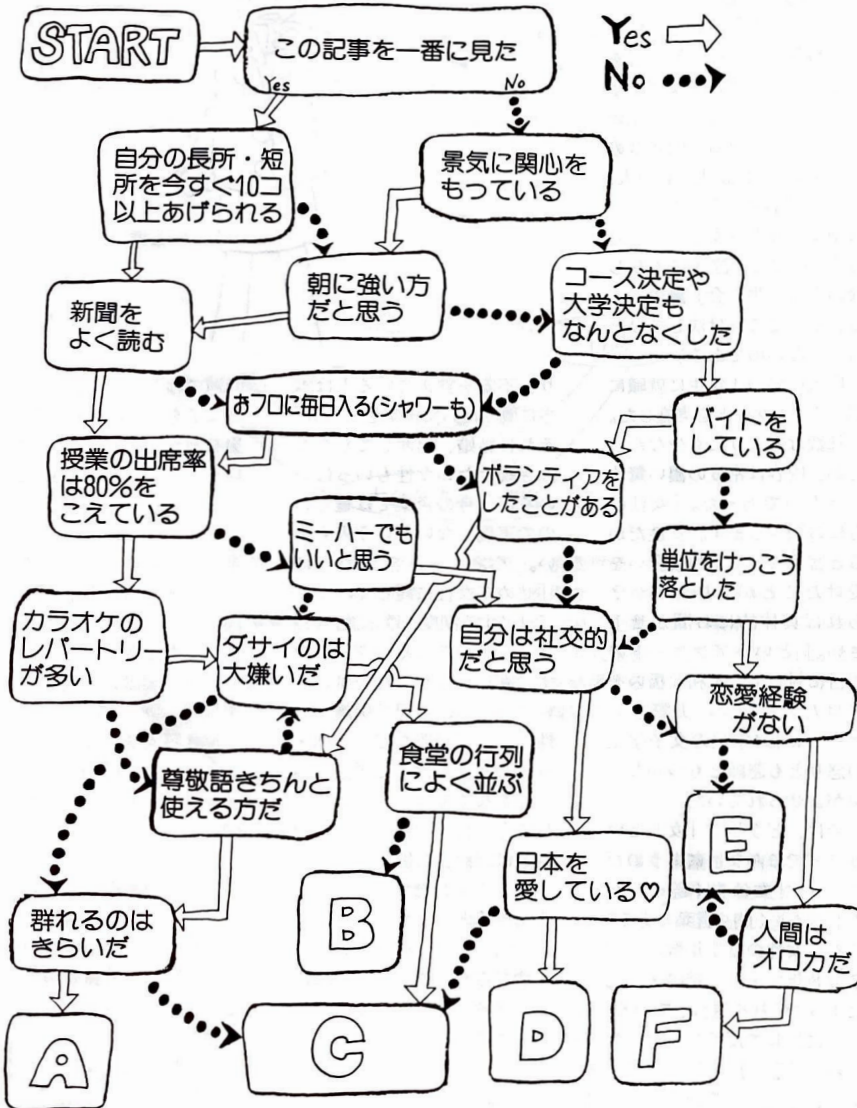 START
この記事を一番に見た
Yes
No
Yes
No
自分の長所・短
所を今すぐ10コ
以上あげられる
景気に関心を
もっている
朝に強い方
だと思う
コース決定や
大学決定も
なんとなくした
新聞を
よく読む
おフロに毎日入る(シャワーも)
バイトを
している
授業の出席率
は80%を
こえている
ボランティアを
したことがある
ミーハーでも
いいと思う
単位をけっこう
落とした
カラオケの
レパートリー
が多い
ダサイのは
大嫌いだ
自分は社交的
だと思う
恋愛経験
がない
尊敬語きちんと
使える方だ
食堂の行列
によく並ぶ
日本を
愛している♡
E
B
群れるのは
きらいだ
人間は
オロカだ
A
C
D
F